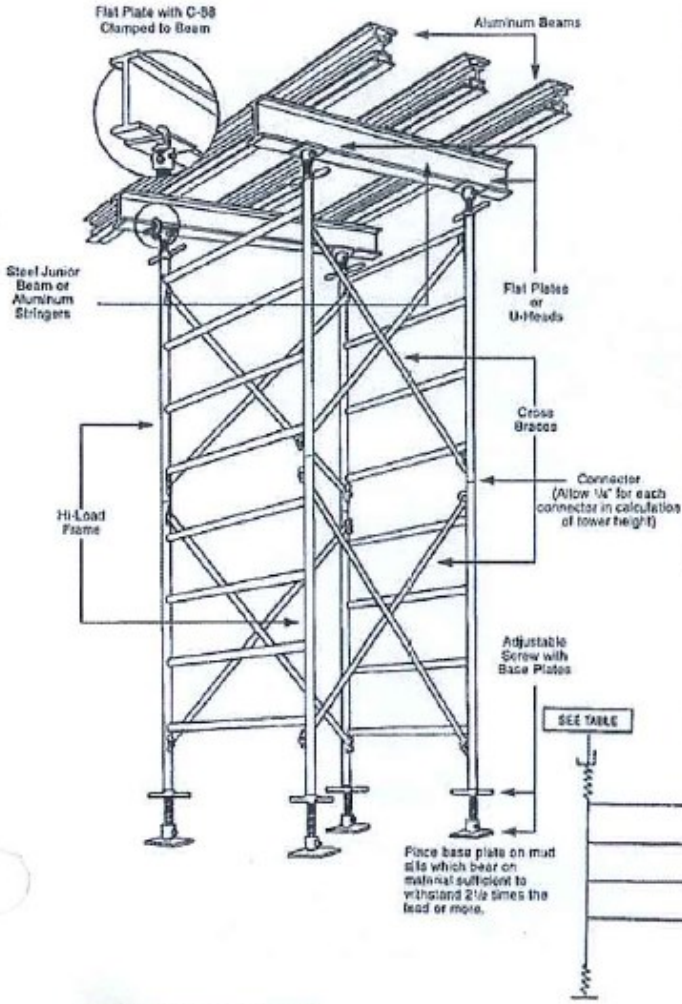 Flat Plate with C-58
Clamped to Beam
Aluminum Beams
Steel Junior
Beam or
Aluminum
Stringers
Flat Plates
or
U-Heads
Cross
Braces
Connector
(Allow 1/4" for each
connector in calculation
of tower height)
Hi-Load
Frame
Adjustable
Screw with
Base Plates
SEE TABLE
Place base plate on mud
sills which bear on
material sufficient to
withstand 2 1/2 times the
load or more.